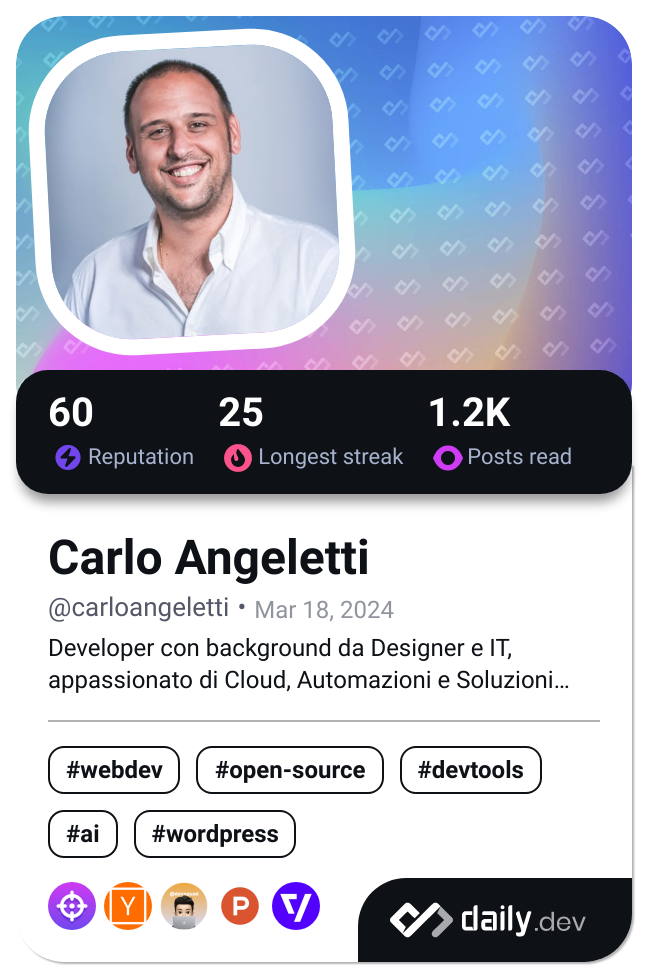 60 25 1.2K
Reputation Longest streak Posts read
Carlo Angeletti
@carloangeletti • Mar 18, 2024
Developer con background da Designer e IT,
appassionato di Cloud, Automazioni e Soluzioni…
#webdev #open-source #devtools
#ai #wordpress
Y P
daily.dev